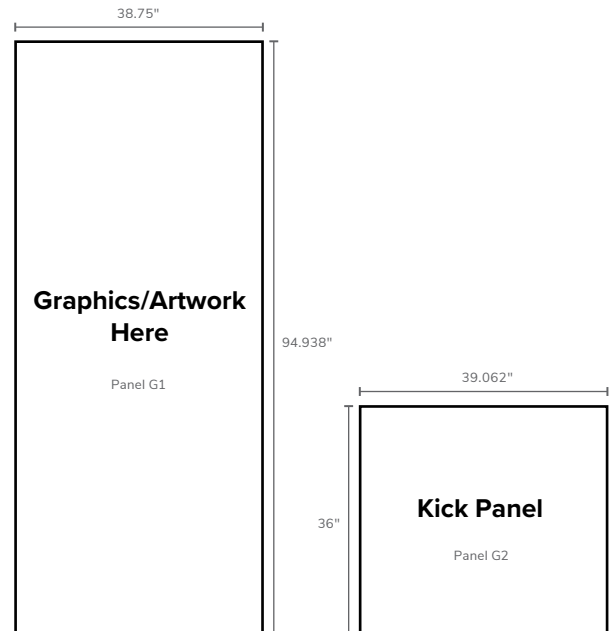 38.75"
Graphics/Artwork
Here
Panel G1
94.938"
39.062"
36"
Kick Panel
Panel G2